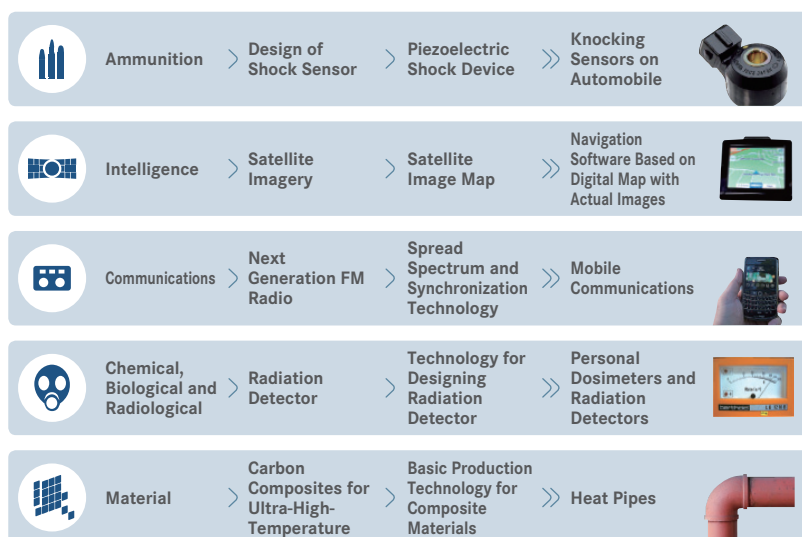 Ammunition
Design of
Shock Sensor
Piezoelectric
Shock Device
Knocking
Sensors on
Automobile
Intelligence
Satellite
Imagery
Satellite
Image Map
Navigation
Software Based on
Digital Map with
Actual Images
Communications
Next
Generation FM
Radio
Spread
Spectrum and
Synchronization
Technology
Mobile
Communications
Chemical,
Biological and
Radiological
Radiation
Detector
Technology for
Designing
Radiation
Detector
Personal
Dosimeters and
Radiation
Detectors
Material
Carbon
Composites for
Ultra-High-
Temperature
Basic Production
Technology for
Composite
Materials
Heat Pipes